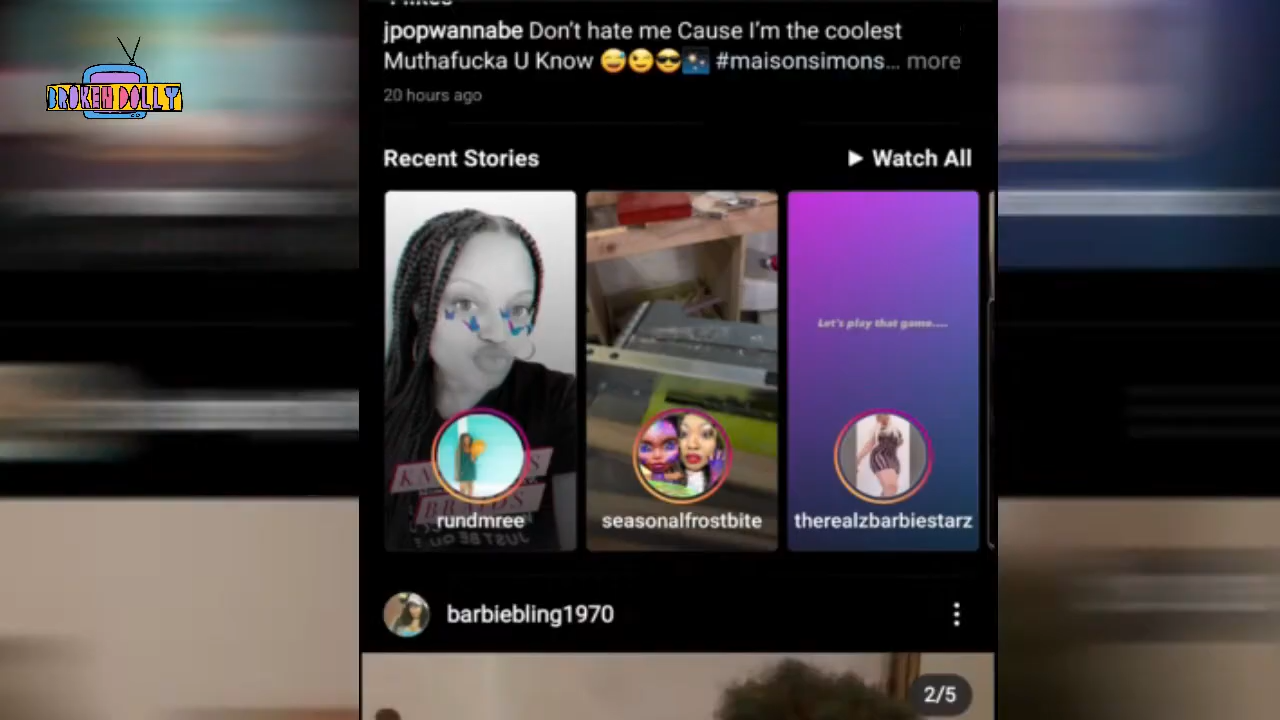 BROKEN DOLLY
jpopwannabe Don't hate me Cause I'm the coolest
Muthafucka U Know 😅😉😎🌃 #maisonsimons... more
20 hours ago
Recent Stories
▶ Watch All
Let's play that game....
BRAIDS
rundmree
seasonalfrostbite
therealzbarbiestarz
barbiebling1970
2/5